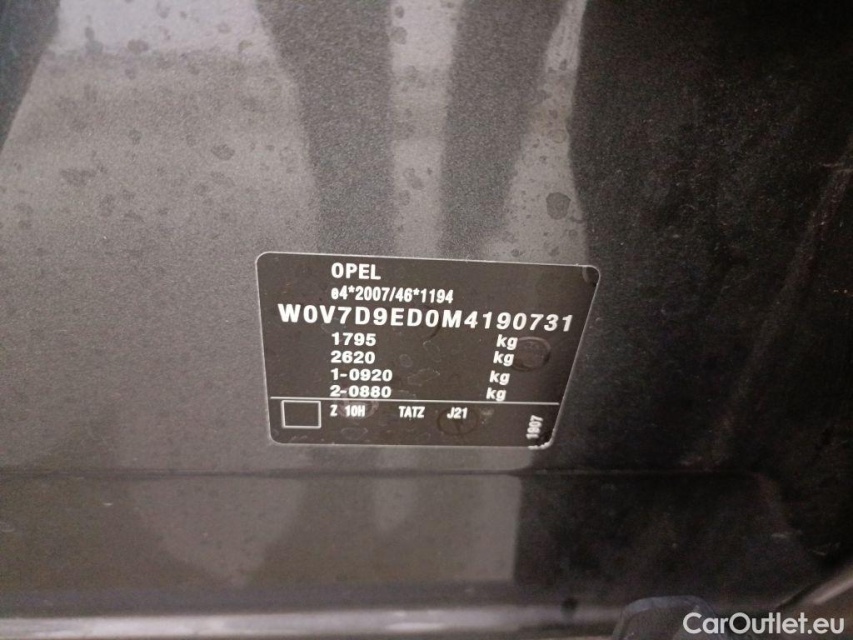 OPEL
e4*2007/46*1194
W0V7D9ED0M4190731
1795 kg
2620 kg
1-0920 kg
2-0880 kg
Z 10H TATZ J21
1907
CarOutlet.eu